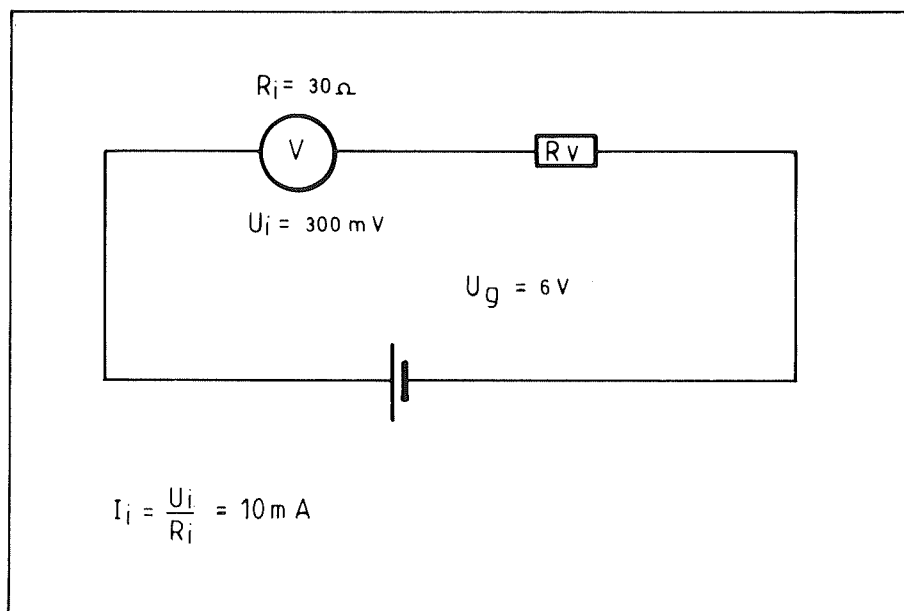 Ri = 30 Ω
V
Rv
Ui = 300 mV
Ug = 6 V
Ii = Ui/Ri = 10 mA